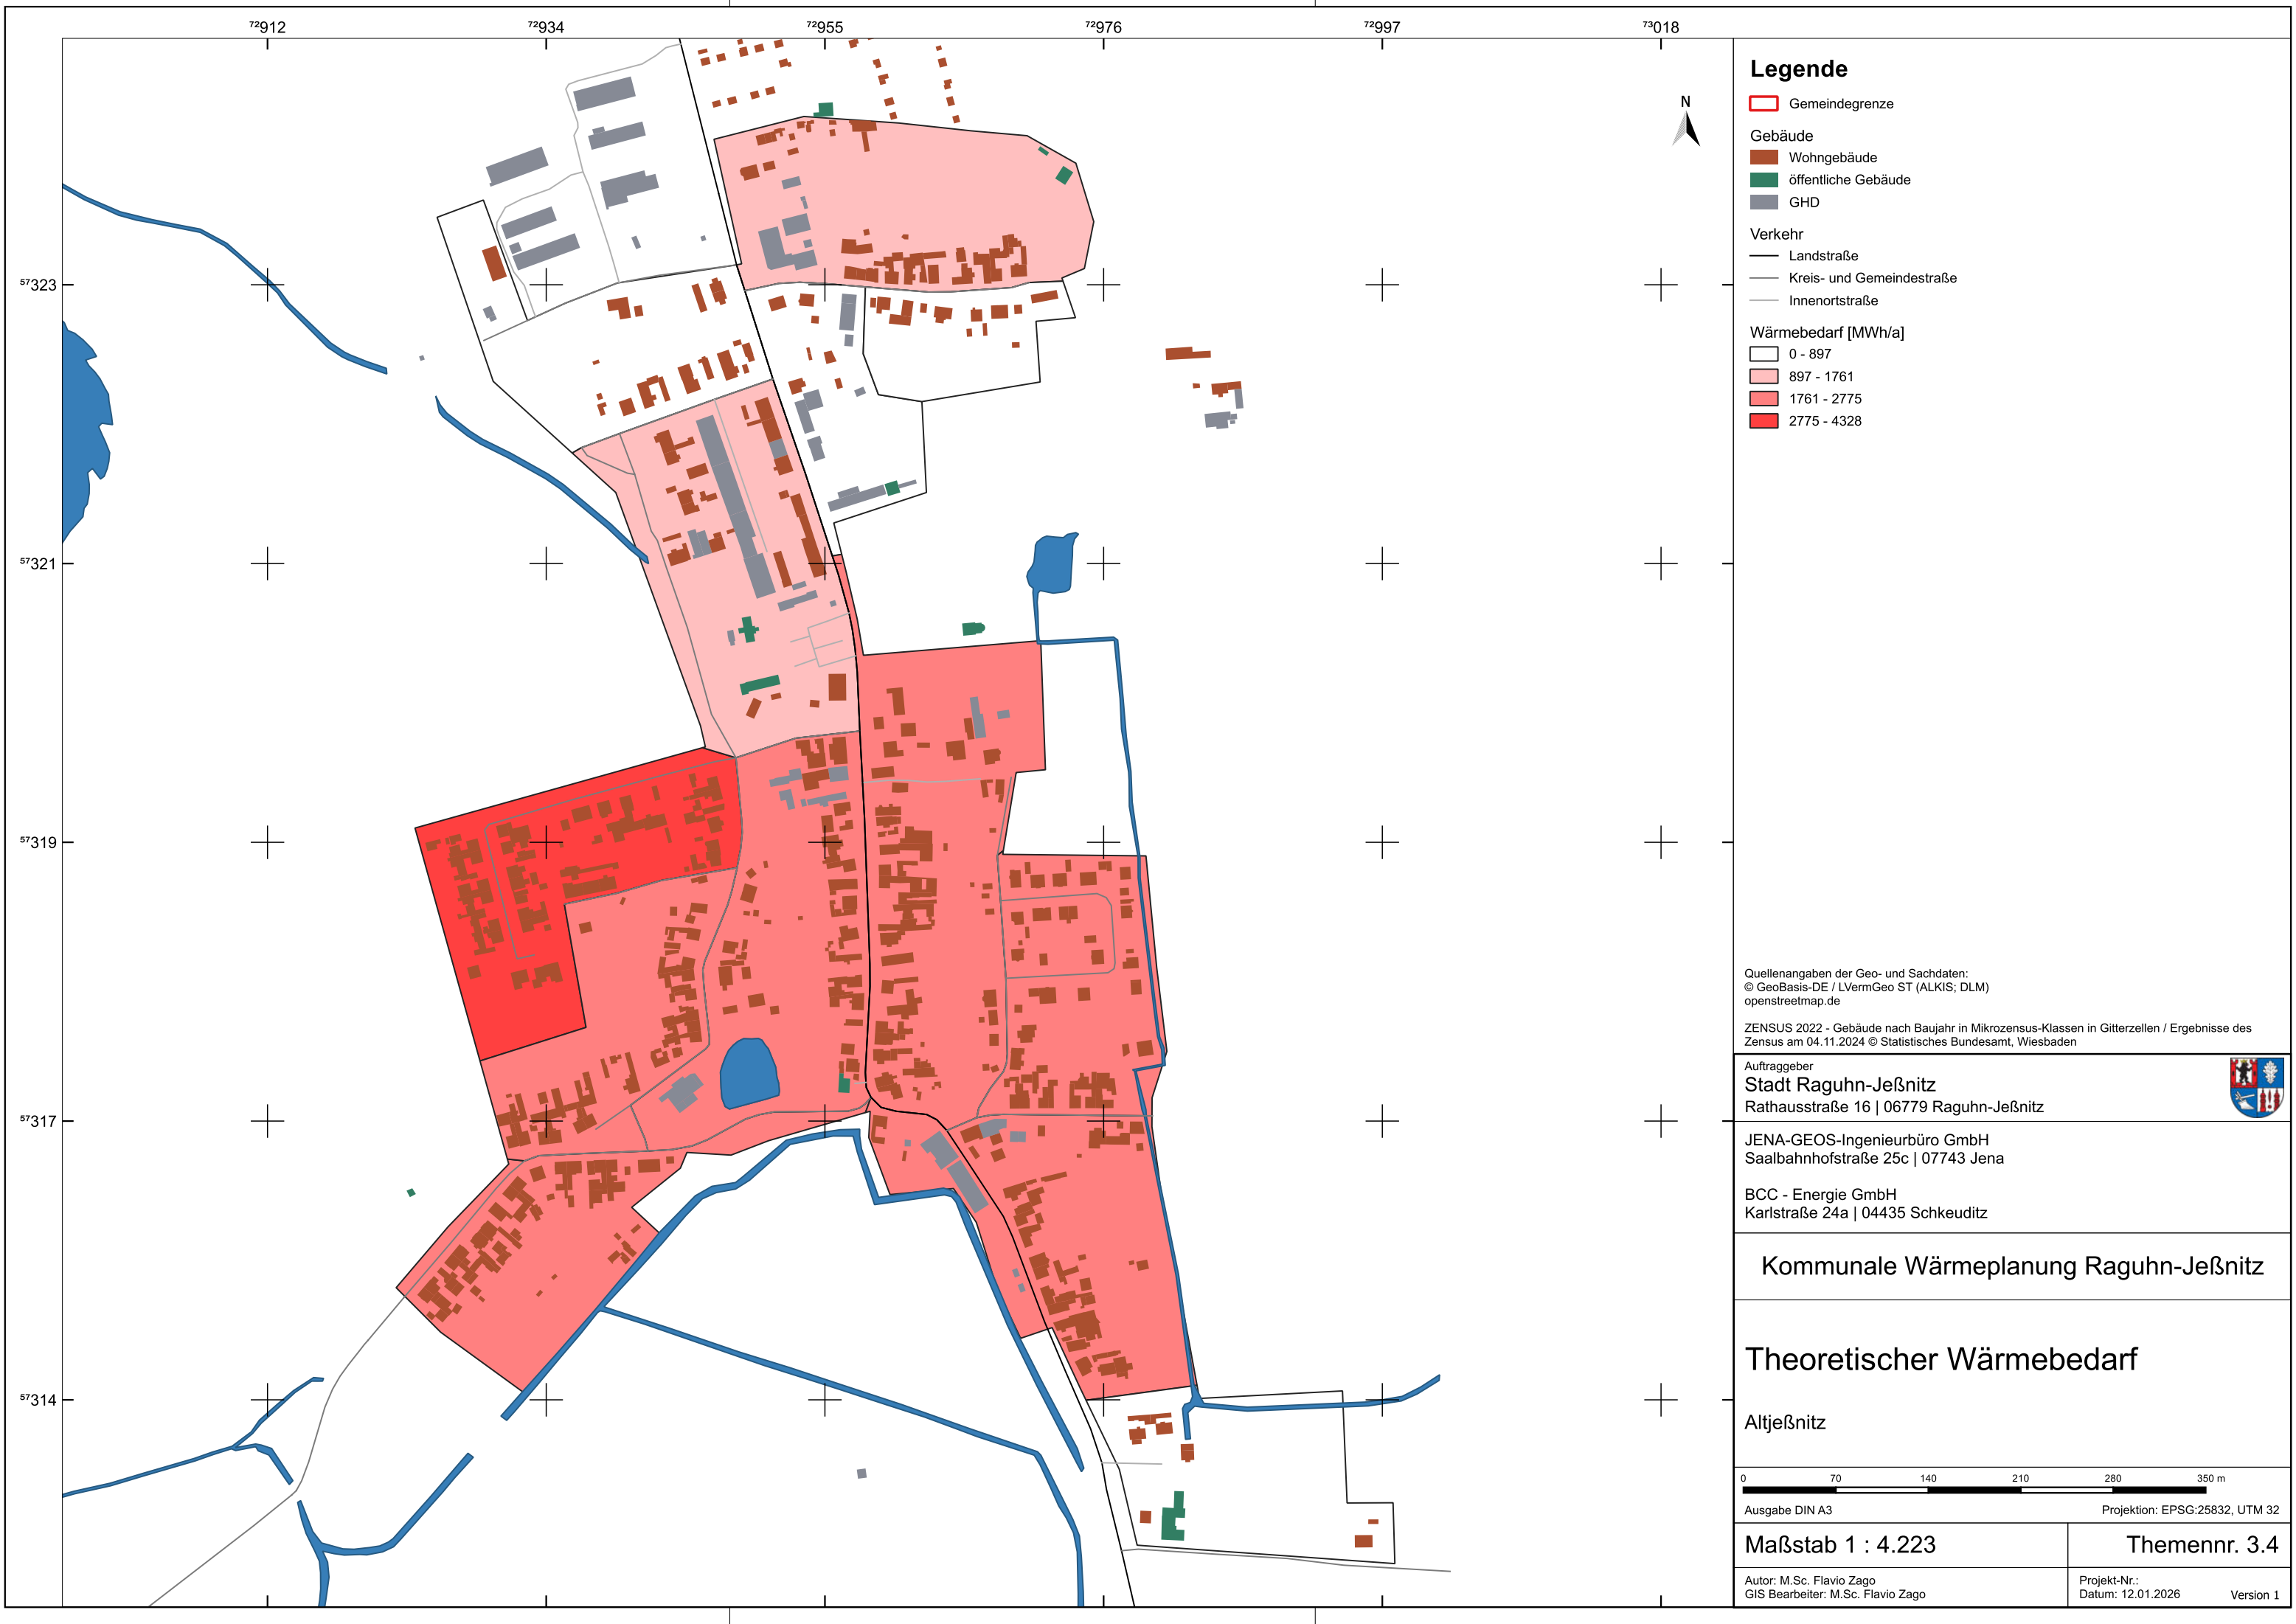 ⁷²912
⁷²934
⁷²955
⁷²976
⁷²997
⁷³018
⁵⁷323
⁵⁷321
⁵⁷319
⁵⁷317
⁵⁷314
N
Legende
Gemeindegrenze
Gebäude
Wohngebäude
öffentliche Gebäude
GHD
Verkehr
Landstraße
Kreis- und Gemeindestraße
Innenortstraße
Wärmebedarf [MWh/a]
0 - 897
897 - 1761
1761 - 2775
2775 - 4328
Quellenangaben der Geo- und Sachdaten:
© GeoBasis-DE / LVermGeo ST (ALKIS; DLM)
openstreetmap.de
ZENSUS 2022 - Gebäude nach Baujahr in Mikrozensus-Klassen in Gitterzellen / Ergebnisse des
Zensus am 04.11.2024 © Statistisches Bundesamt, Wiesbaden
Auftraggeber
Stadt Raguhn-Jeßnitz
Rathausstraße 16 | 06779 Raguhn-Jeßnitz
JENA-GEOS-Ingenieurbüro GmbH
Saalbahnhofstraße 25c | 07743 Jena
BCC - Energie GmbH
Karlstraße 24a | 04435 Schkeuditz
Kommunale Wärmeplanung Raguhn-Jeßnitz
Theoretischer Wärmebedarf
Altjeßnitz
0 70 140 210 280 350 m
Ausgabe DIN A3 Projektion: EPSG:25832, UTM 32
Maßstab 1 : 4.223 Themennr. 3.4
Autor: M.Sc. Flavio Zago Projekt-Nr.:
GIS Bearbeiter: M.Sc. Flavio Zago Datum: 12.01.2026 Version 1